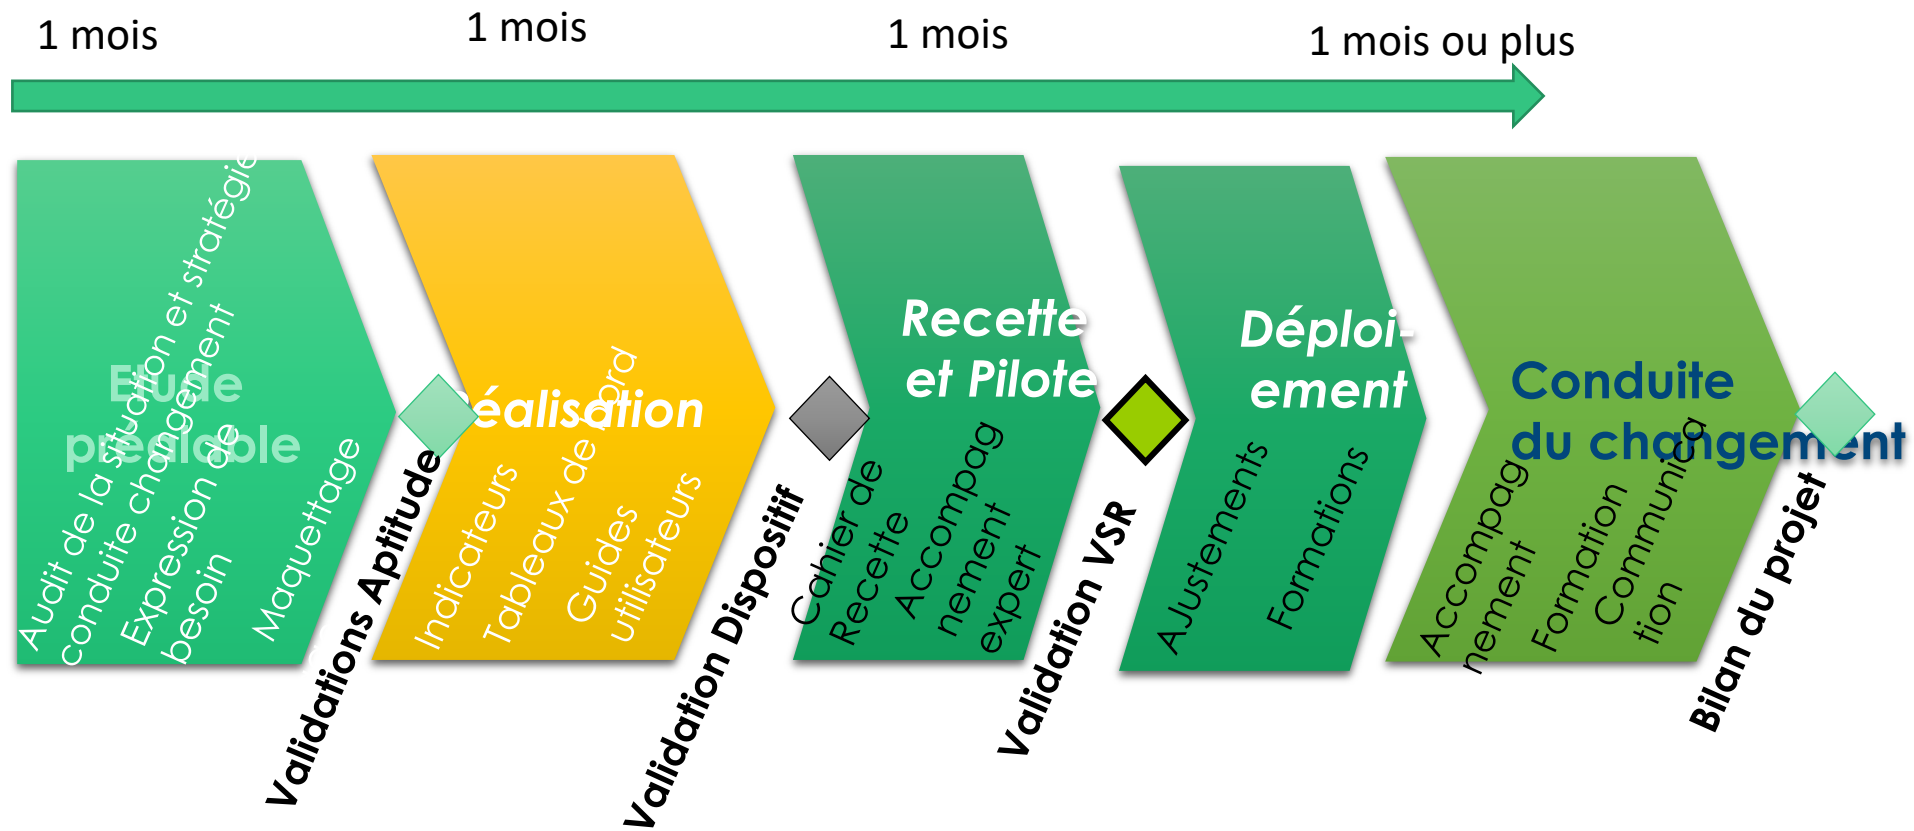 1 mois
1 mois
1 mois
1 mois ou plus
Etude
préalable
Audit de la situation et stratégie
conduite changement
Expression de
besoin
Maquettage
Validations Aptitude
Réalisation
Indicateurs
Tableaux de bord
Guides
utilisateurs
Validation Dispositif
Recette
et Pilote
Cahier de
Recette
Accompag
nement
expert
Validation VSR
Déploi-
ement
AJustements
Formations
Conduite
du changement
Accompag
nement
Formation
Communica
tion
Bilan du projet